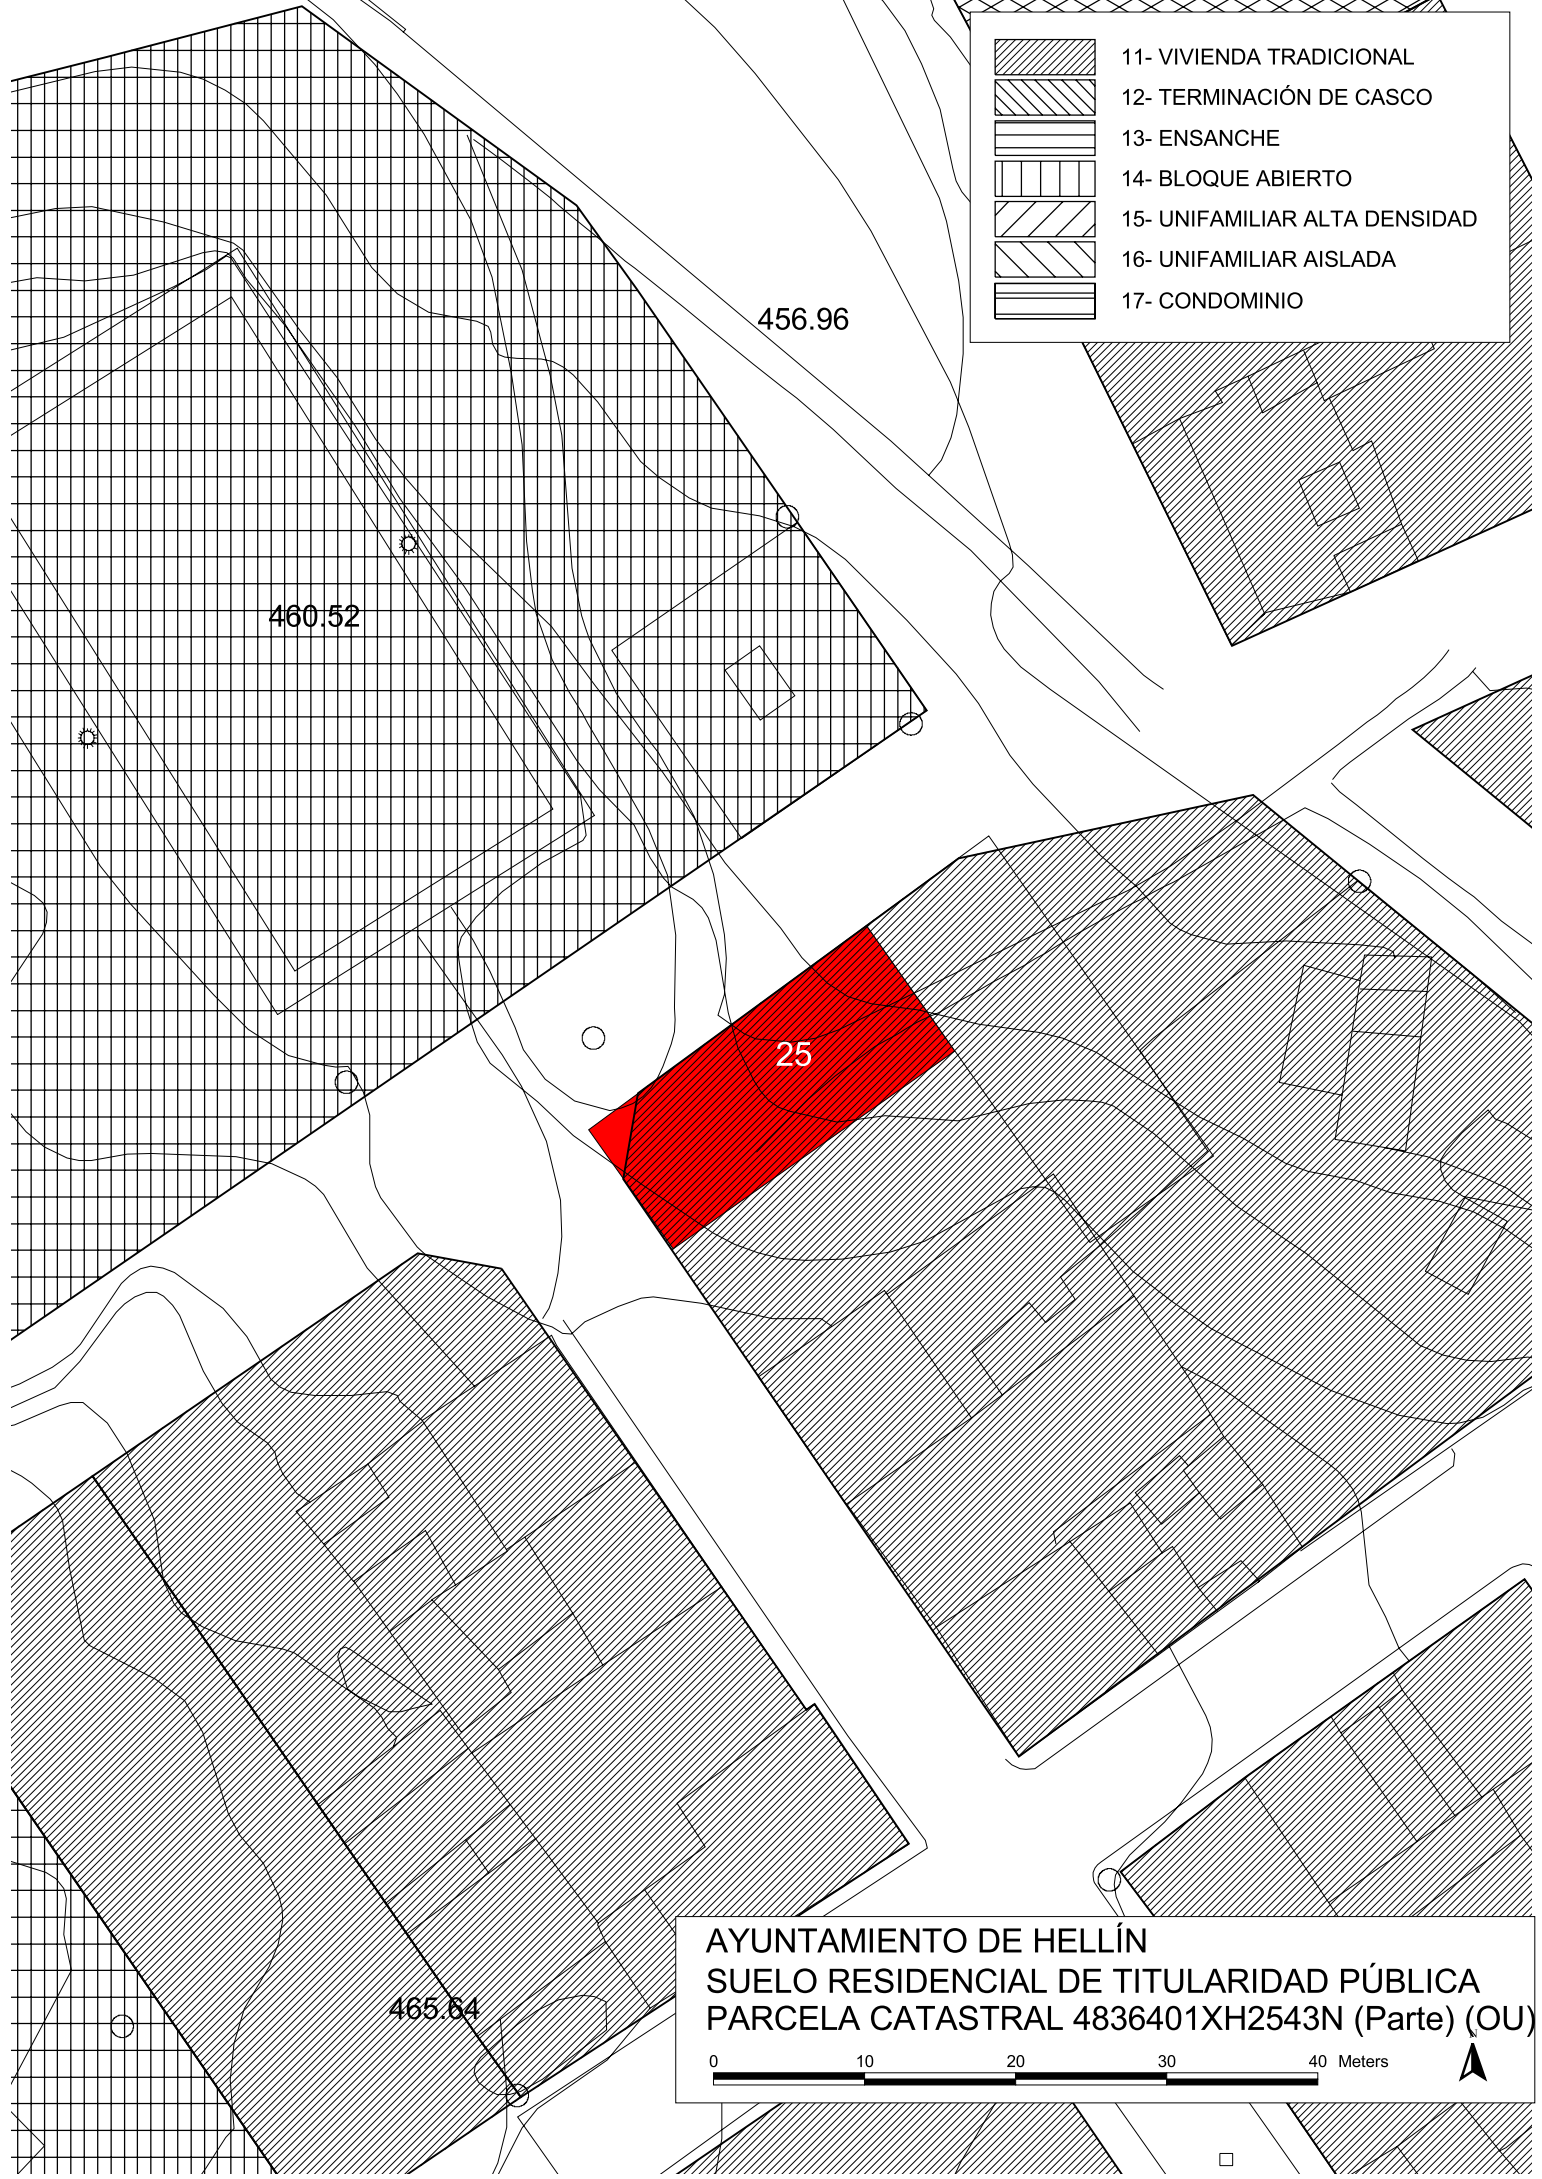 11- VIVIENDA TRADICIONAL
12- TERMINACIÓN DE CASCO
13- ENSANCHE
14- BLOQUE ABIERTO
15- UNIFAMILIAR ALTA DENSIDAD
16- UNIFAMILIAR AISLADA
17- CONDOMINIO
456.96
460.52
25
465.64
AYUNTAMIENTO DE HELLÍN
SUELO RESIDENCIAL DE TITULARIDAD PÚBLICA
PARCELA CATASTRAL 4836401XH2543N (Parte) (OU)
N
0 10 20 30 40 Meters